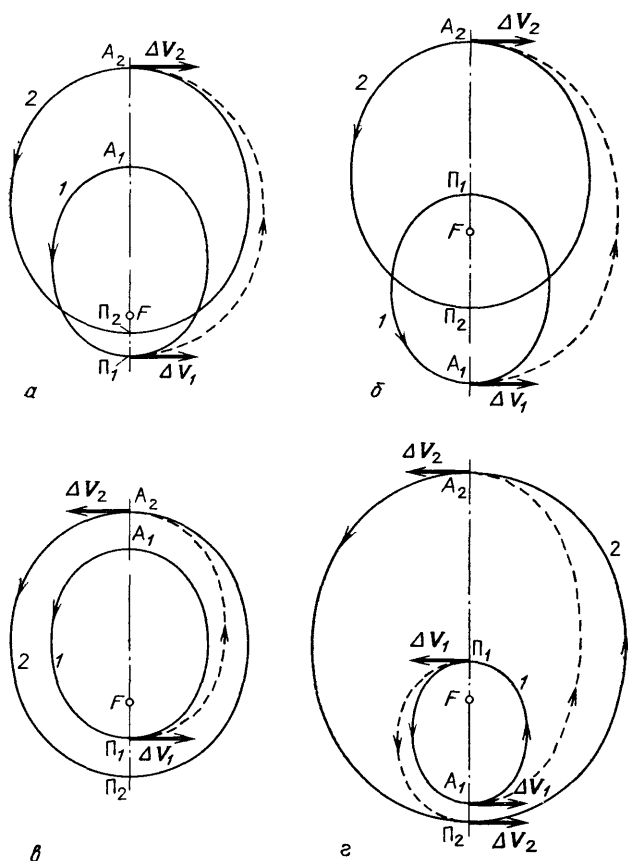 A₂
ΔV₂
2
A₁
1
П₂
F
П₁
ΔV₁
а
A₂
ΔV₂
2
П₁
F
П₂
1
A₁
ΔV₁
б
ΔV₂
A₂
A₁
2
1
F
П₁
ΔV₁
П₂
в
ΔV₂
A₂
2
ΔV₁
П₁
1
F
A₁
ΔV₁
П₂
ΔV₂
г